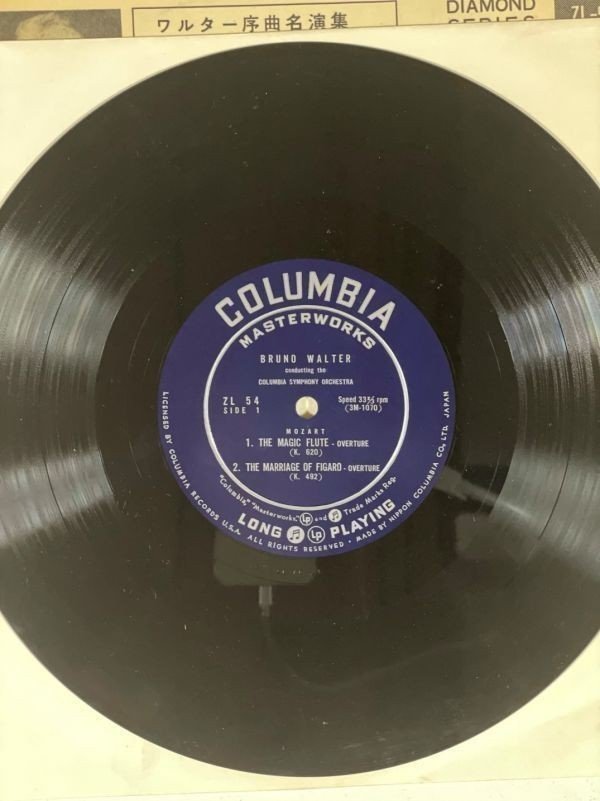 ワルター序曲名演集
DIAMOND
SERIES
COLUMBIA
MASTERWORKS
BRUNO WALTER
conducting the
COLUMBIA SYMPHONY ORCHESTRA
ZL 54
SIDE 1
Speed 33⅓ rpm
(3M-1070)
MOZART
1. THE MAGIC FLUTE - OVERTURE
(K. 620)
2. THE MARRIAGE OF FIGARO - OVERTURE
(K. 492)
"Columbia," "Masterworks," Lp and Trade Marks Reg.
LONG Lp PLAYING
LICENSED BY COLUMBIA RECORDS U.S.A. ALL RIGHTS RESERVED · MADE BY NIPPON COLUMBIA CO., LTD. JAPAN